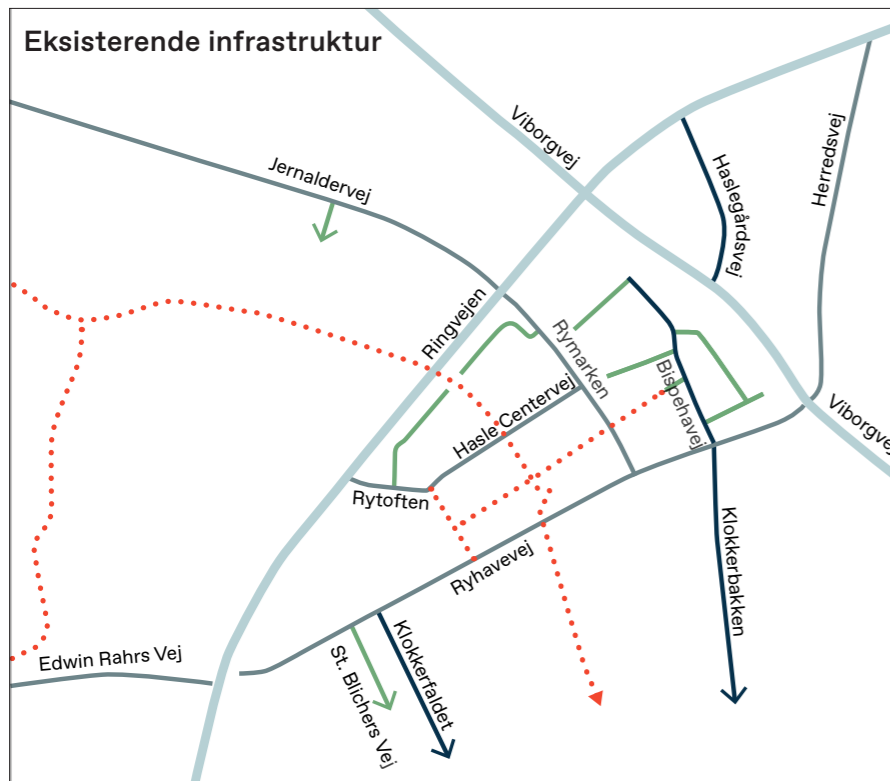 Eksisterende infrastruktur
Viborgvej
Haslegårdsvej
Herredsvej
Jernaldervej
Ringvejen
Rymarken
Bispehavevej
Hasle Centervej
Viborgvej
Rytoften
Ryhavevej
Klokkerbakken
Edwin Rahrs Vej
St. Blichers Vej
Klokkerfaldet